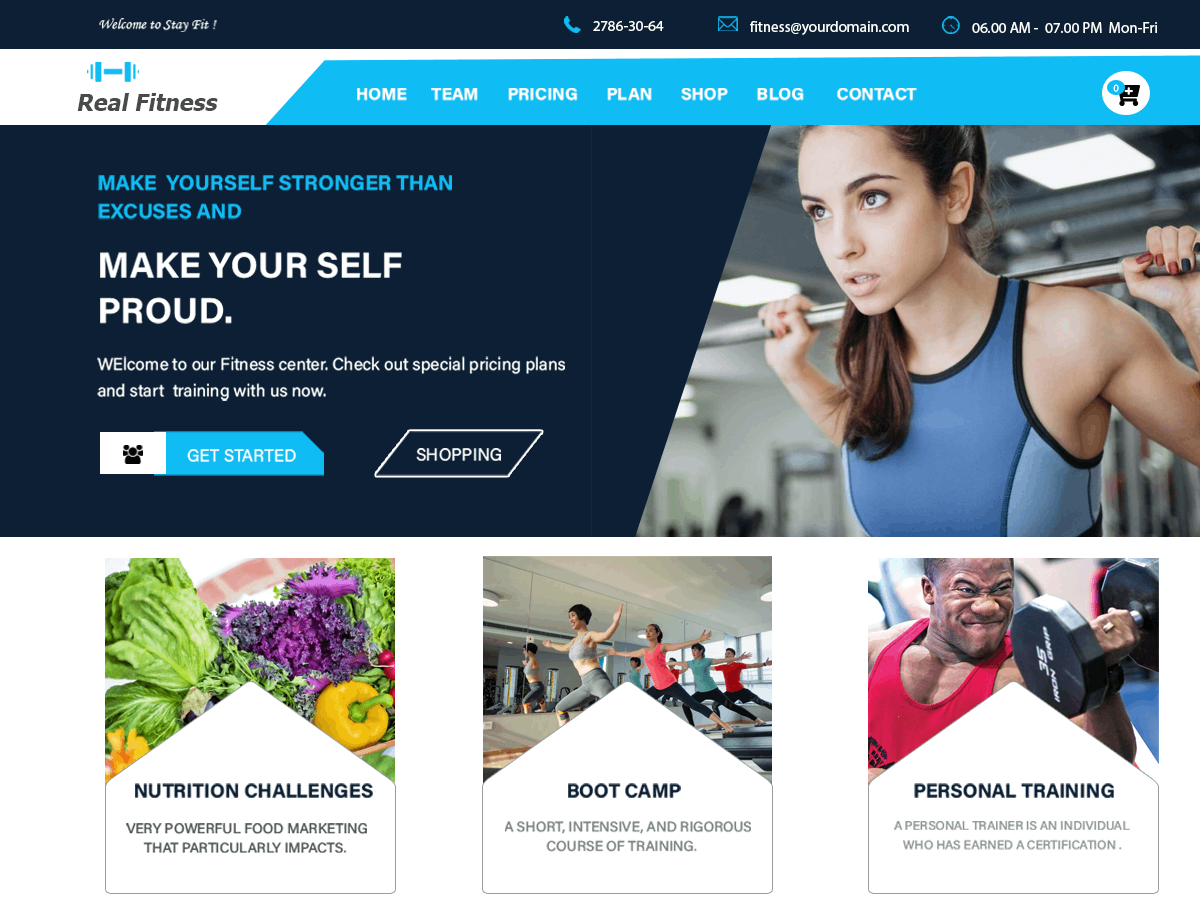 Welcome to Stay Fit !
2786-30-64
fitness@yourdomain.com
06.00 AM - 07.00 PM Mon-Fri
Real Fitness
HOME TEAM PRICING PLAN SHOP BLOG CONTACT
0
MAKE YOURSELF STRONGER THAN
EXCUSES AND
MAKE YOUR SELF
PROUD.
WElcome to our Fitness center. Check out special pricing plans
and start training with us now.
GET STARTED
SHOPPING
35
IRON GRIP
NUTRITION CHALLENGES
VERY POWERFUL FOOD MARKETING
THAT PARTICULARLY IMPACTS.
BOOT CAMP
A SHORT, INTENSIVE, AND RIGOROUS
COURSE OF TRAINING.
PERSONAL TRAINING
A PERSONAL TRAINER IS AN INDIVIDUAL
WHO HAS EARNED A CERTIFICATION .